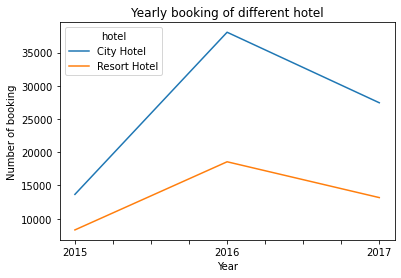 Yearly booking of different hotel
hotel
City Hotel
Resort Hotel
Number of booking
35000
30000
25000
20000
15000
10000
2015
2016
2017
Year